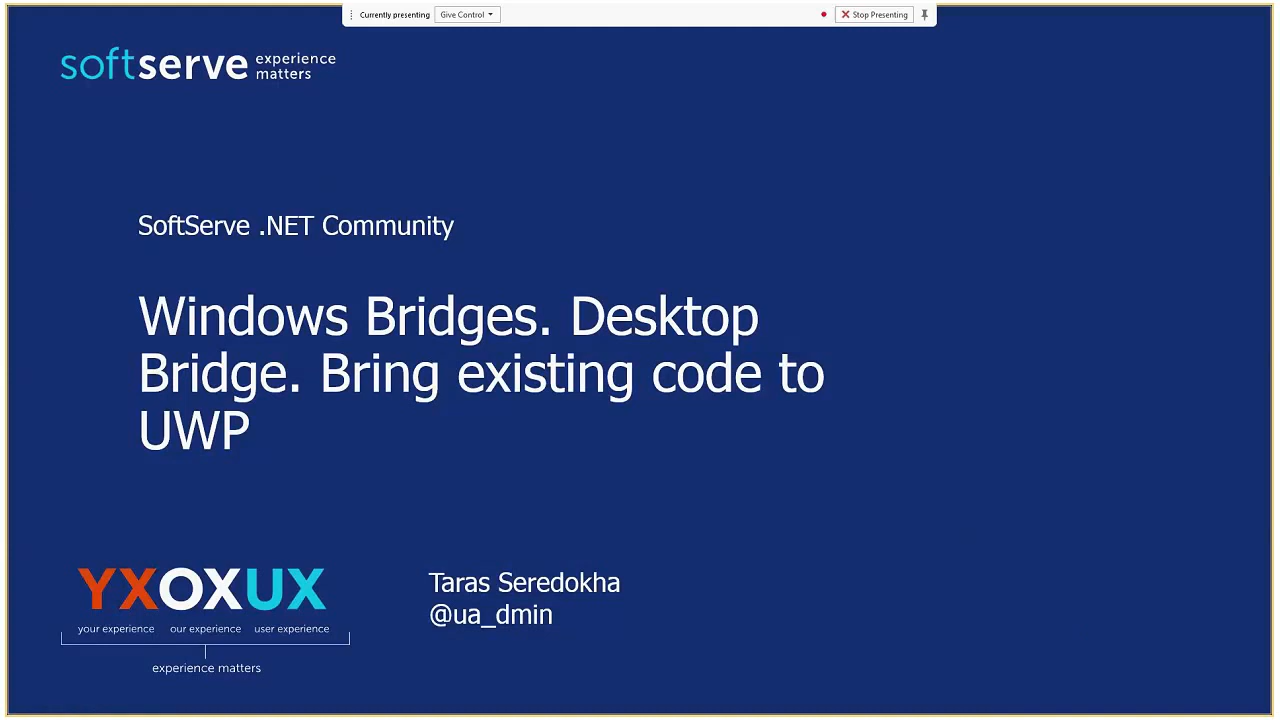 Currently presenting Give Control Stop Presenting
softserve experience
matters
SoftServe .NET Community
Windows Bridges. Desktop
Bridge. Bring existing code to
UWP
YXOXUX
your experience our experience user experience
experience matters
Taras Seredokha
@ua_dmin